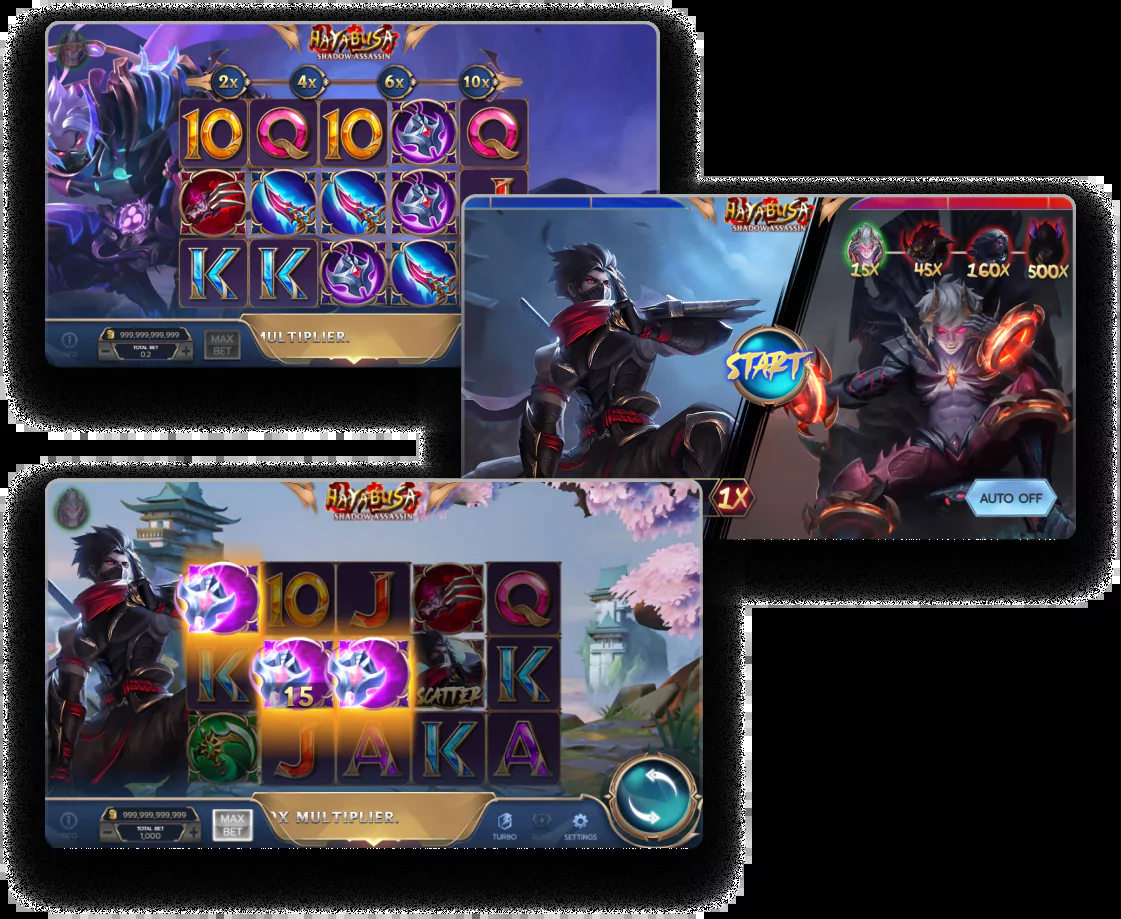 HAYABUSA
SHADOW ASSASSIN
2x 4x 6x 10x
10 Q 10 Q
K K
999,999,999,999
TOTAL BET
0.2
MAX
BET
MULTIPLIER.
HAYABUSA
SHADOW ASSASSIN
15X 45X 160X 500X
START
AUTO OFF
1X
HAYABUSA
SHADOW ASSASSIN
10 J Q
K 15 SCATTER K
J A K A
INFO
999,999,999,999
TOTAL BET
1,000
MAX
BET
X MULTIPLIER.
TURBO
AUTO
SETTINGS